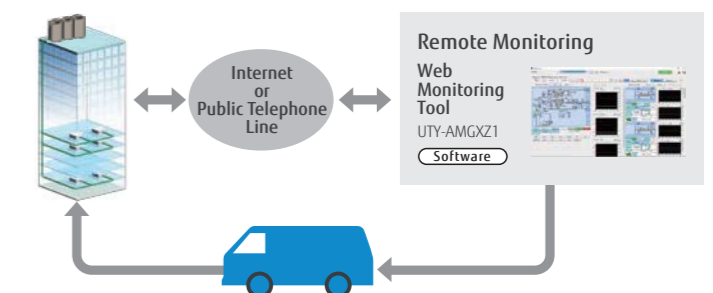 Internet
or
Public Telephone
Line
Remote Monitoring
Web
Monitoring
Tool
UTY-AMGXZ1
Software